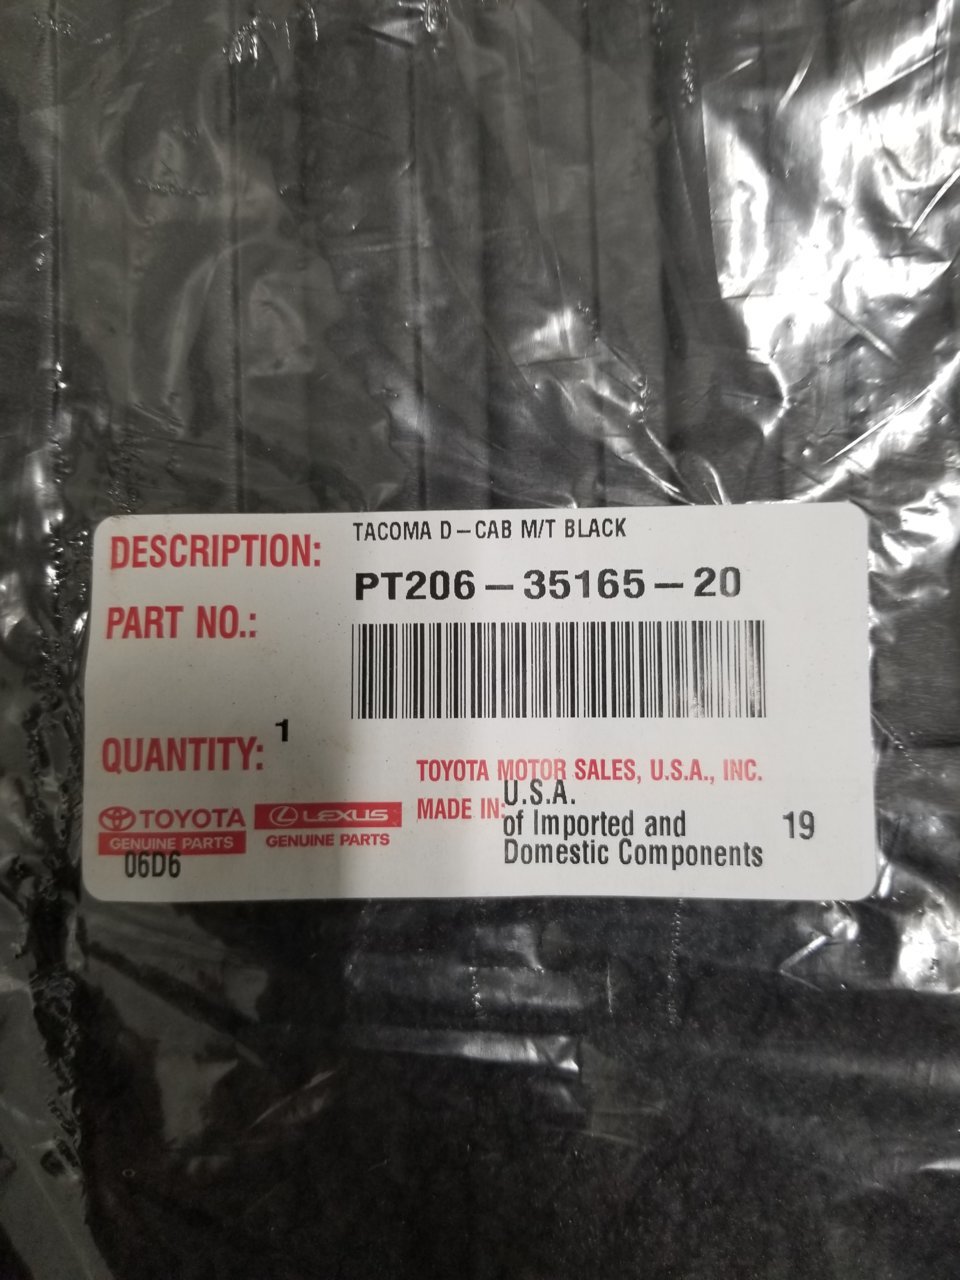 DESCRIPTION: TACOMA D-CAB M/T BLACK
PART NO.: PT206-35165-20
QUANTITY: 1
TOYOTA MOTOR SALES, U.S.A., INC.
MADE IN: U.S.A.
of Imported and
Domestic Components
19
TOYOTA
GENUINE PARTS
LEXUS
GENUINE PARTS
06D6